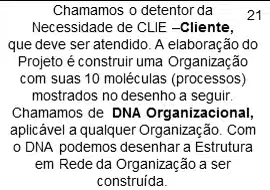 Chamamos o detentor da
21
Necessidade de CLIE –Cliente,
que deve ser atendido. A elaboração do
Projeto é construir uma Organização
com suas 10 moléculas (processos)
mostrados no desenho a seguir.
Chamamos de DNA Organizacional,
aplicável a qualquer Organização. Com
o DNA podemos desenhar a Estrutura
em Rede da Organização a ser
construída.